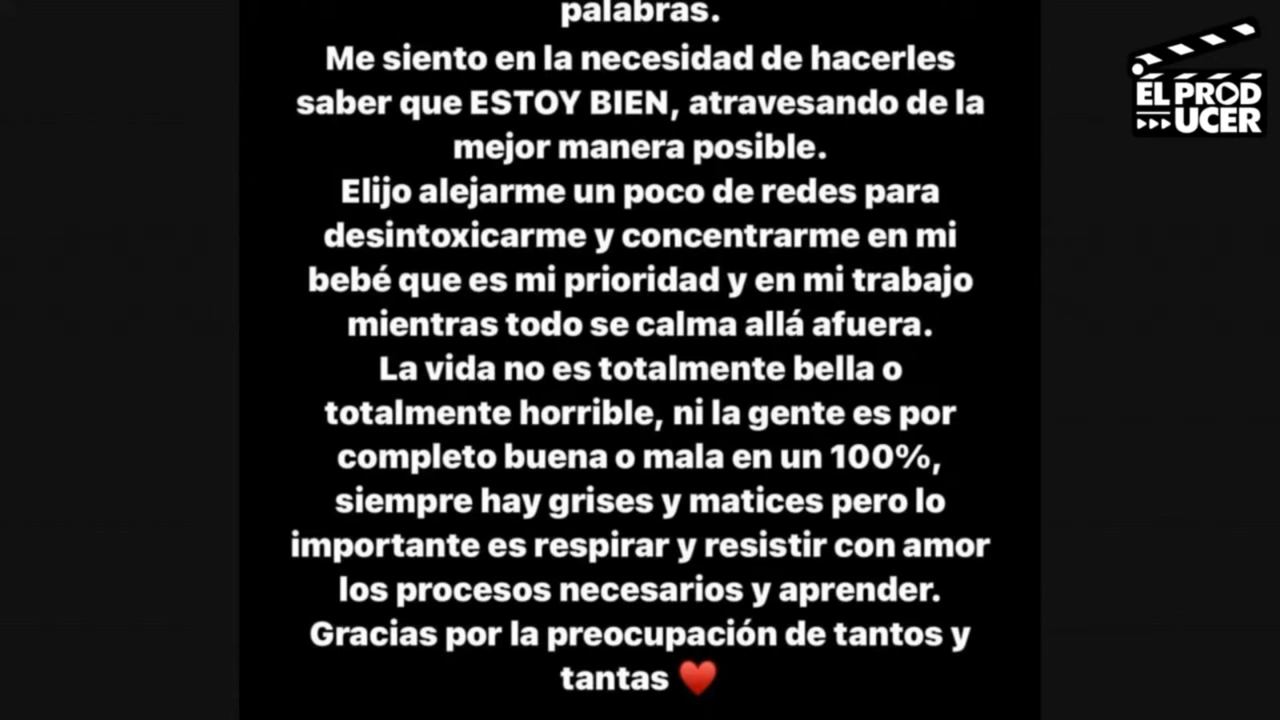 palabras.
Me siento en la necesidad de hacerles
saber que ESTOY BIEN, atravesando de la
mejor manera posible.
Elijo alejarme un poco de redes para
desintoxicarme y concentrarme en mi
bebé que es mi prioridad y en mi trabajo
mientras todo se calma allá afuera.
La vida no es totalmente bella o
totalmente horrible, ni la gente es por
completo buena o mala en un 100%,
siempre hay grises y matices pero lo
importante es respirar y resistir con amor
los procesos necesarios y aprender.
Gracias por la preocupación de tantos y
tantas ❤️
EL PROD
UCER